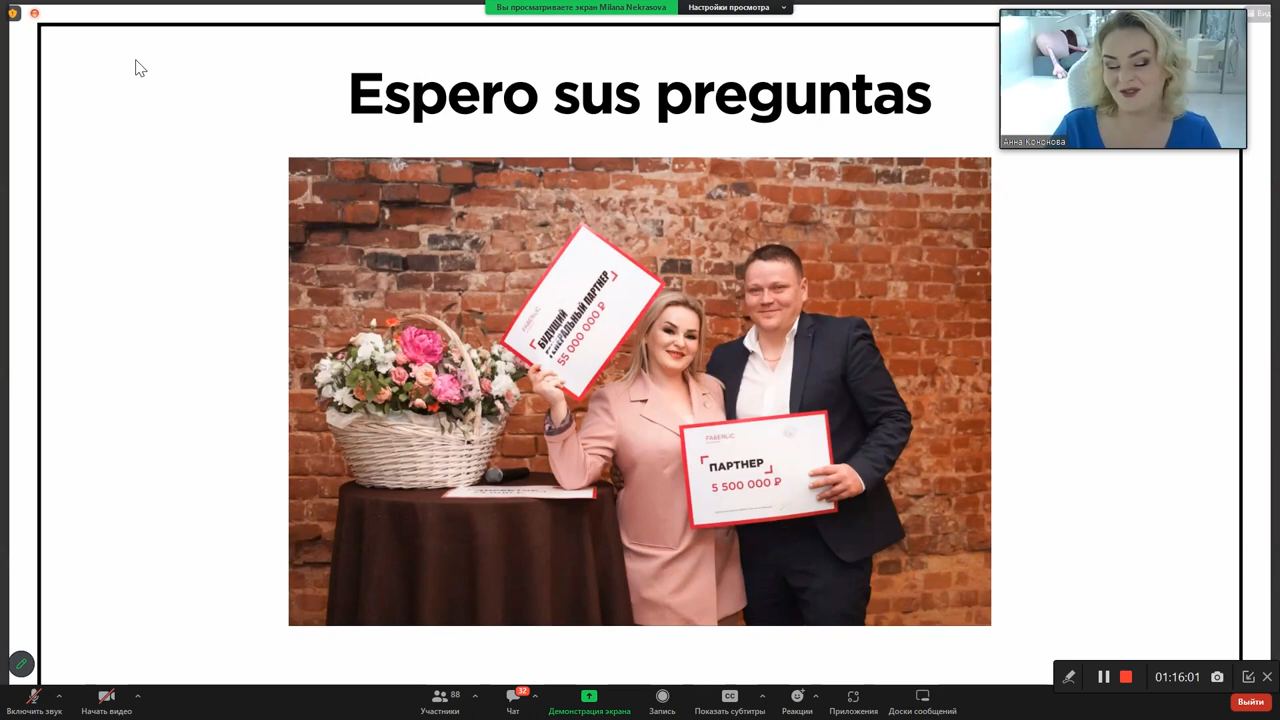 Вы просматриваете экран Milana Nekrasova
Настройки просмотра
Вид
Espero sus preguntas
Анна Кононова
FABERLIC
БУДУЩИЙ
ГЕНЕРАЛЬНЫЙ ПАРТНЕР
55 000 000 ₽
FABERLIC
ПАРТНЕР
5 500 000 ₽
01:16:01
Включить звук
Начать видео
88
Участники
32
Чат
Демонстрация экрана
Запись
CC
Показать субтитры
Реакции
Приложения
Доски сообщений
Выйти